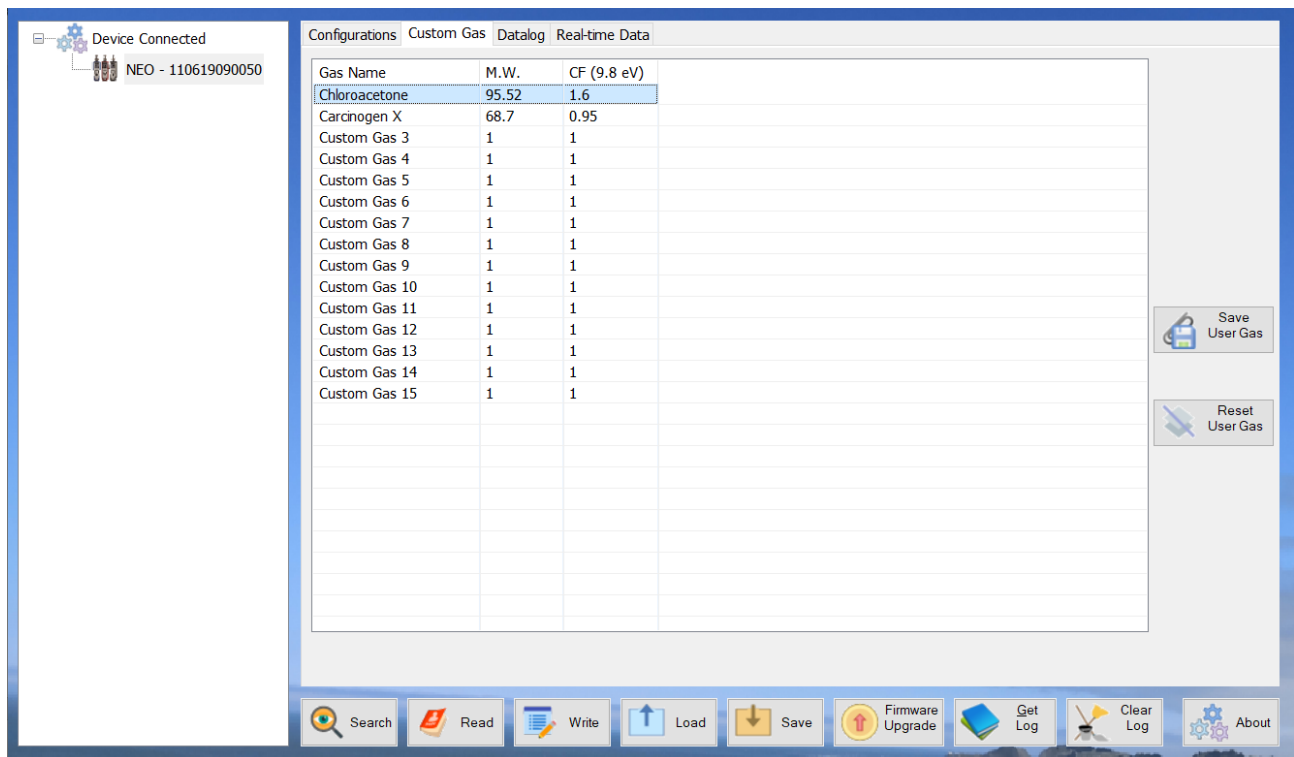 Device Connected
NEO - 110619090050
Configurations Custom Gas Datalog Real-time Data
Gas Name M.W. CF (9.8 eV)
Chloroacetone 95.52 1.6
Carcinogen X 68.7 0.95
Custom Gas 3 1 1
Custom Gas 4 1 1
Custom Gas 5 1 1
Custom Gas 6 1 1
Custom Gas 7 1 1
Custom Gas 8 1 1
Custom Gas 9 1 1
Custom Gas 10 1 1
Custom Gas 11 1 1
Custom Gas 12 1 1
Custom Gas 13 1 1
Custom Gas 14 1 1
Custom Gas 15 1 1
Save
User Gas
Reset
User Gas
Search
Read
Write
Load
Save
Firmware
Upgrade
Get
Log
Clear
Log
About